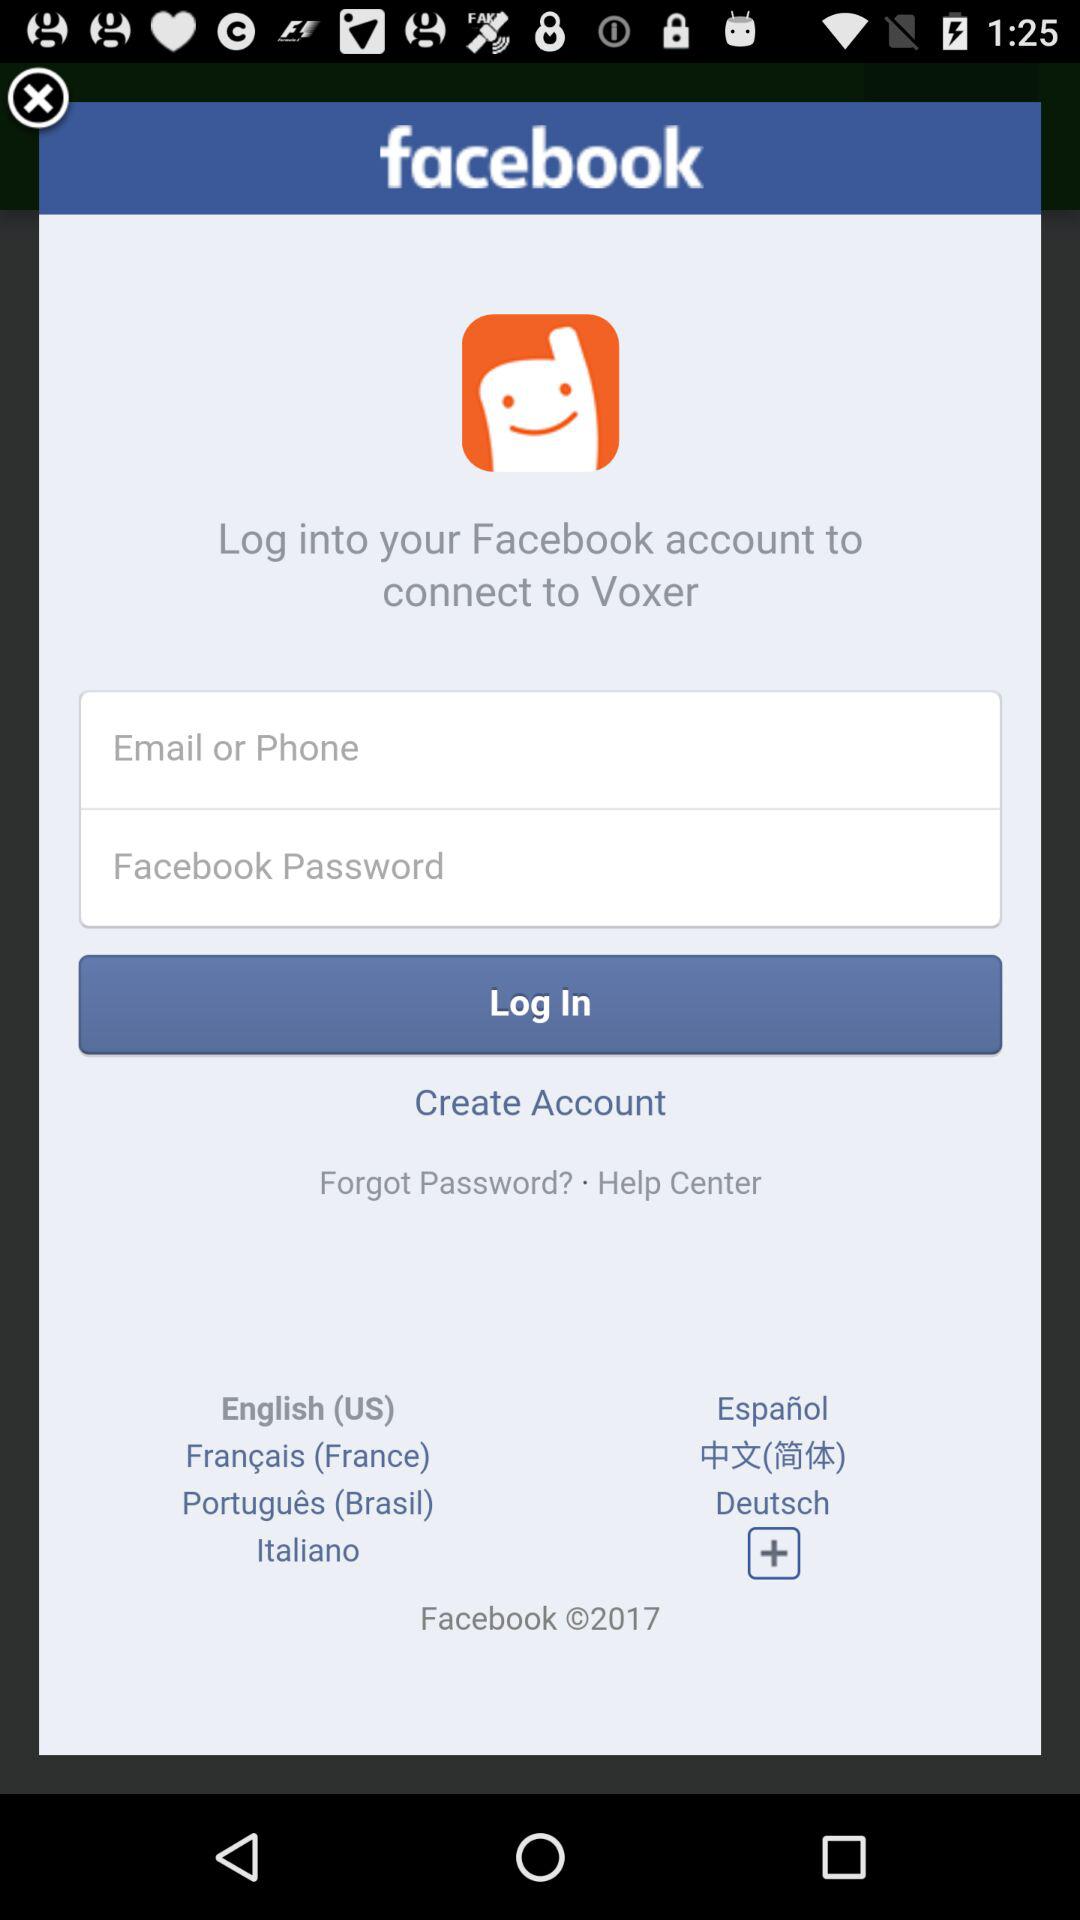 FAKE
1:25
facebook
Log into your Facebook account to
connect to Voxer
Email or Phone
Facebook Password
Log In
Create Account
Forgot Password? · Help Center
English (US)
Español
Français (France)
中文(简体)
Português (Brasil)
Deutsch
Italiano
Facebook ©2017